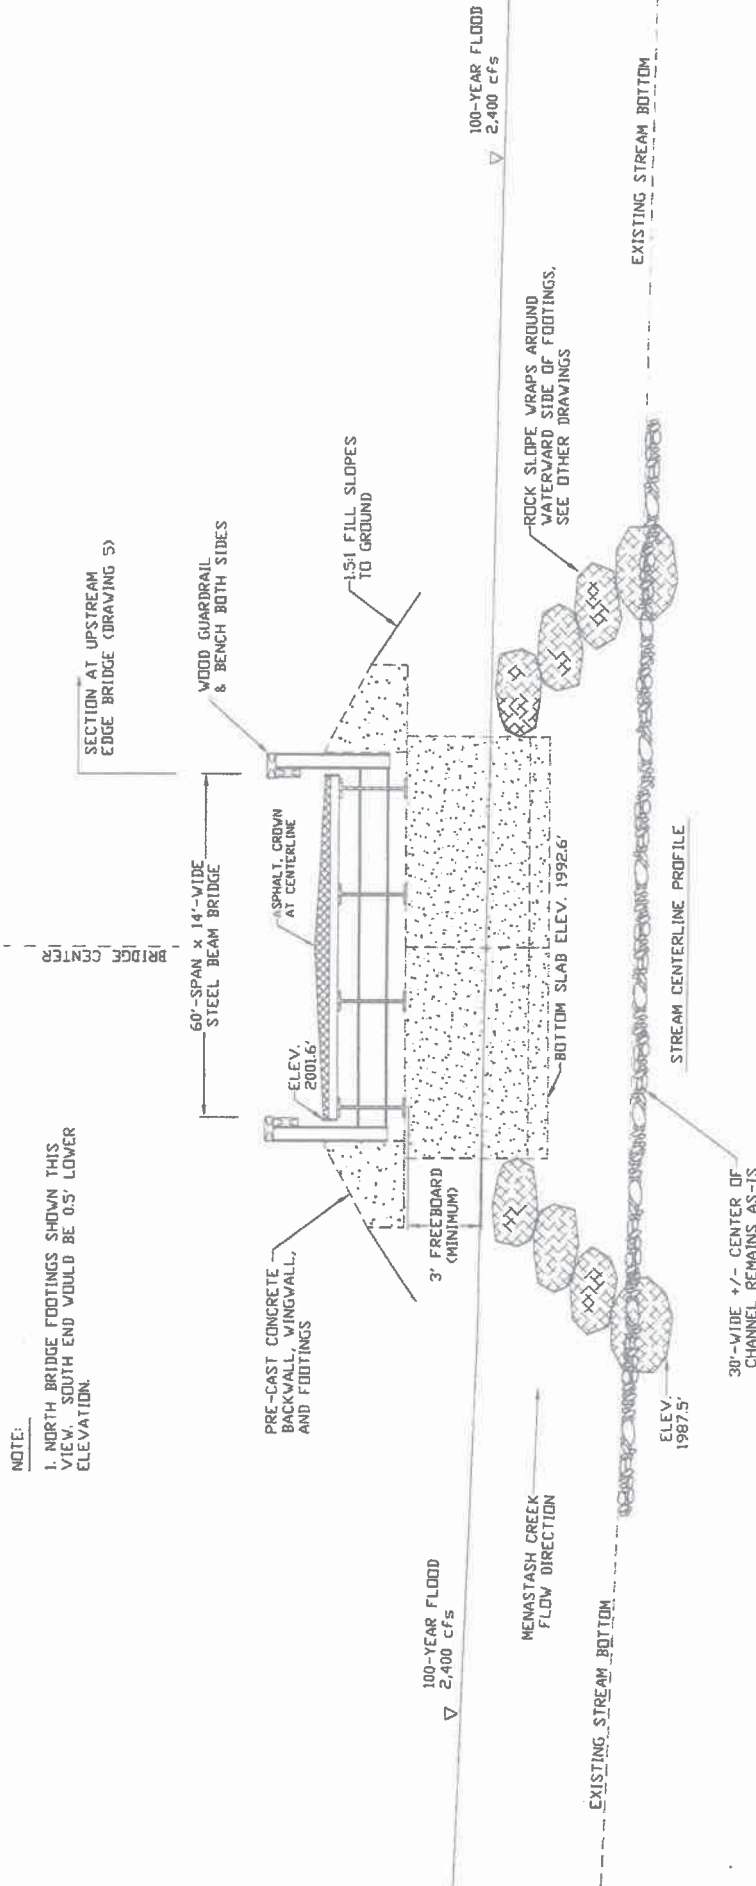 NOTE:
1. NORTH BRIDGE FOOTINGS SHOWN THIS
VIEW. SOUTH END WOULD BE 0.5' LOWER
ELEVATION.
BRIDGE CENTER
SECTION AT UPSTREAM
EDGE BRIDGE (DRAWING 5)
60'-SPAN x 14'-WIDE
STEEL BEAM BRIDGE
WOOD GUARDRAIL
& BENCH BOTH SIDES
ASPHALT, CROWN
AT CENTERLINE
ELEV.
2001.6'
PRE-CAST CONCRETE
BACKWALL, WINGWALL,
AND FOOTINGS
1.5:1 FILL SLOPES
TO GROUND
3' FREEBOARD
(MINIMUM)
100-YEAR FLOOD
2,400 cfs
100-YEAR FLOOD
2,400 cfs
BOTTOM SLAB ELEV. 1992.6'
ROCK SLOPE WRAPS AROUND
WATERWARD SIDE OF FOOTINGS,
SEE OTHER DRAWINGS
MENASTASH CREEK
FLOW DIRECTION
EXISTING STREAM BOTTOM
EXISTING STREAM BOTTOM
ELEV.
1987.5'
STREAM CENTERLINE PROFILE
30'-WIDE +/- CENTER OF
CHANNEL REMAINS AS-IS